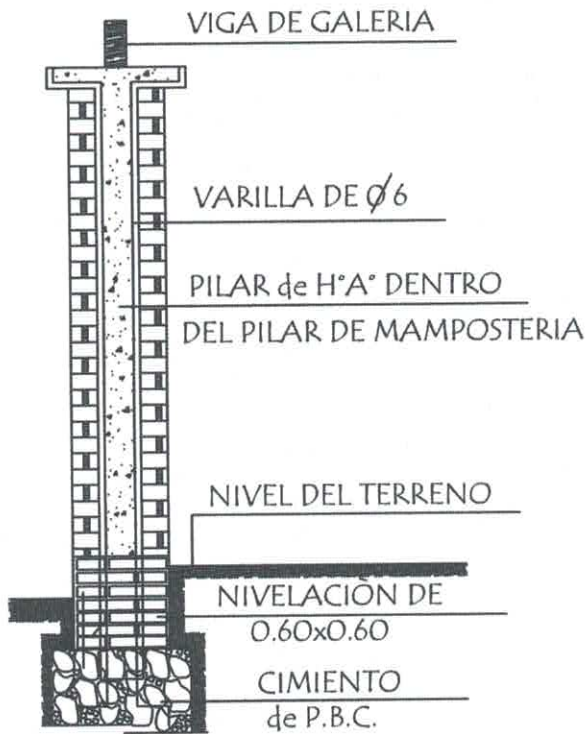 VIGA DE GALERIA
VARILLA DE Ø6
PILAR de H°A° DENTRO
DEL PILAR DE MAMPOSTERIA
NIVEL DEL TERRENO
NIVELACIÒN DE
0.60x0.60
CIMIENTO
de P.B.C.